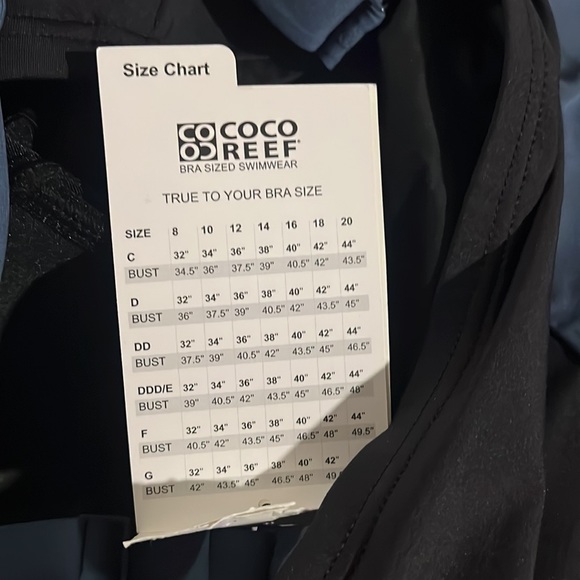 Size Chart
COCO
REEF
BRA SIZED SWIMWEAR
TRUE TO YOUR BRA SIZE
SIZE 8 10 12 14 16 18 20
C 32" 34" 36" 38" 40" 42" 44"
BUST 34.5" 36" 37.5" 39" 40.5" 42" 43.5"
D 32" 34" 36" 38" 40" 42" 44"
BUST 36" 37.5" 39" 40.5" 42" 43.5" 45"
DD 32" 34" 36" 38" 40" 42" 44"
BUST 37.5" 39" 40.5" 42" 43.5" 45" 46.5"
DDD/E 32" 34" 36" 38" 40" 42" 44"
BUST 39" 40.5" 42" 43.5" 45" 46.5" 48"
F 32" 34" 36" 38" 40" 42" 44"
BUST 40.5" 42" 43.5" 45" 46.5" 48" 49.5"
G 32" 34" 36" 38" 40" 42"
BUST 42" 43.5" 45" 46.5" 48" 49